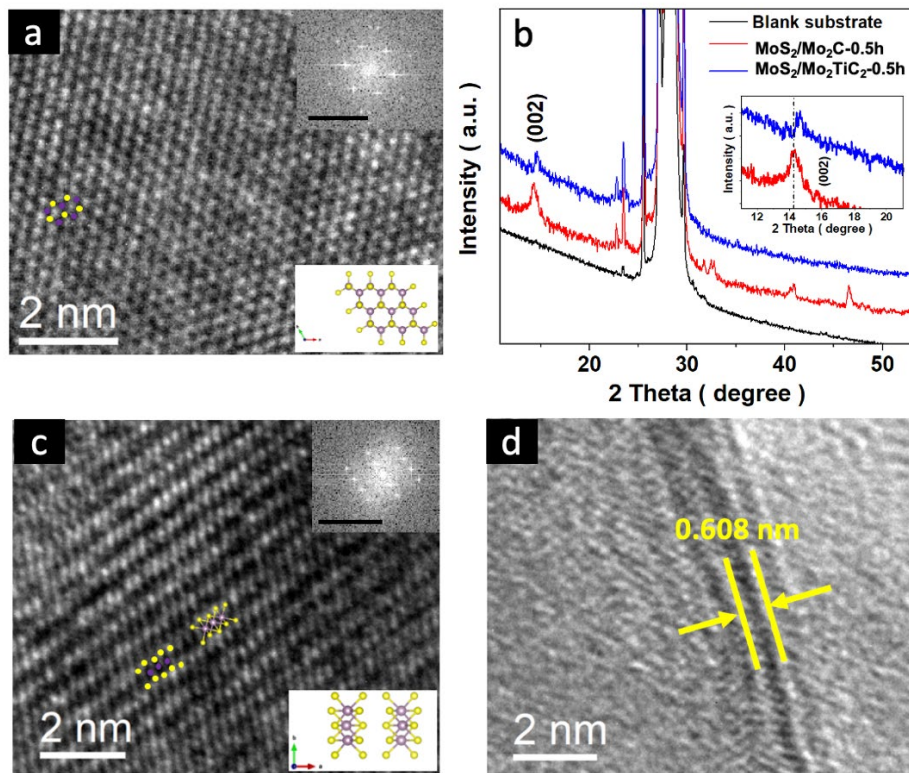 a
2 nm
b
Blank substrate
MoS₂/Mo₂C-0.5h
MoS₂/Mo₂TiC₂-0.5h
(002)
Intensity ( a.u. )
(002)
12 14 16 18 20
2 Theta ( degree )
Intensity ( a.u. )
20 30 40 50
2 Theta ( degree )
c
2 nm
d
0.608 nm
2 nm